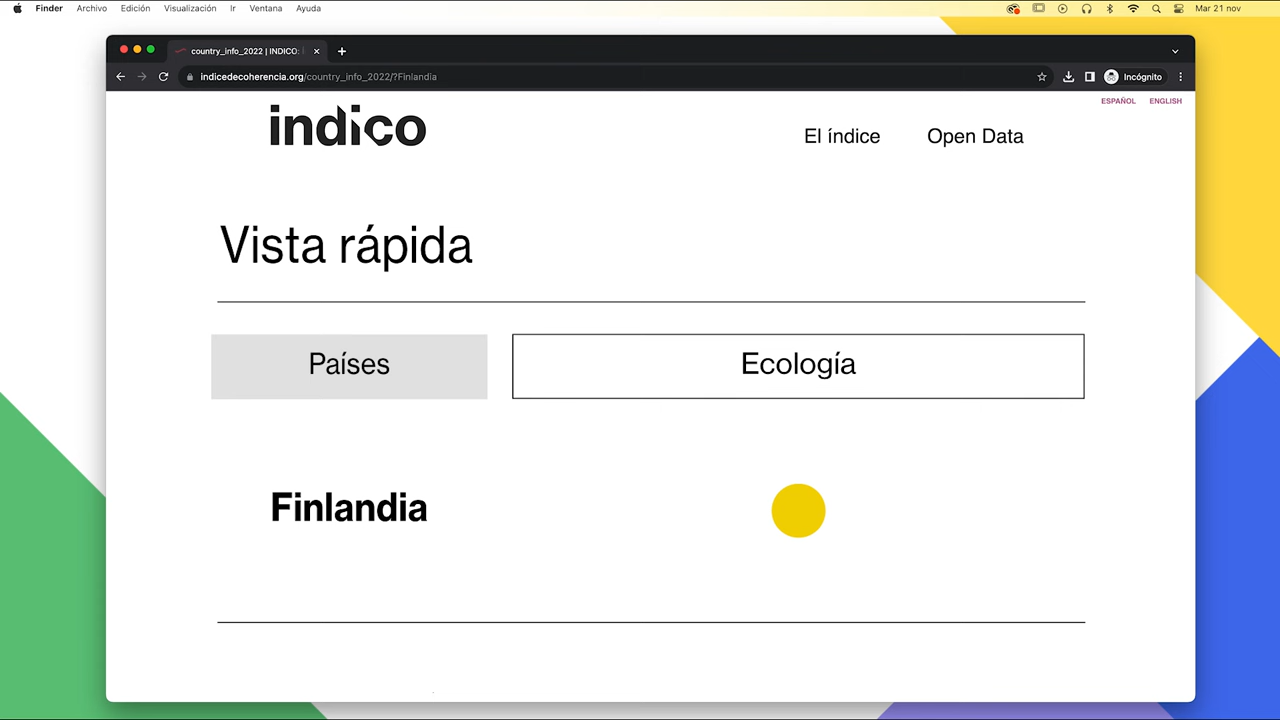 Finder Archivo Edición Visualización Ir Ventana Ayuda Mar 21 nov
country_info_2022 | INDICO:
indicedecoherencia.org/country_info_2022/?Finlandia Incógnito
ESPAÑOL ENGLISH
indico El índice Open Data
Vista rápida
Países Ecología
Finlandia